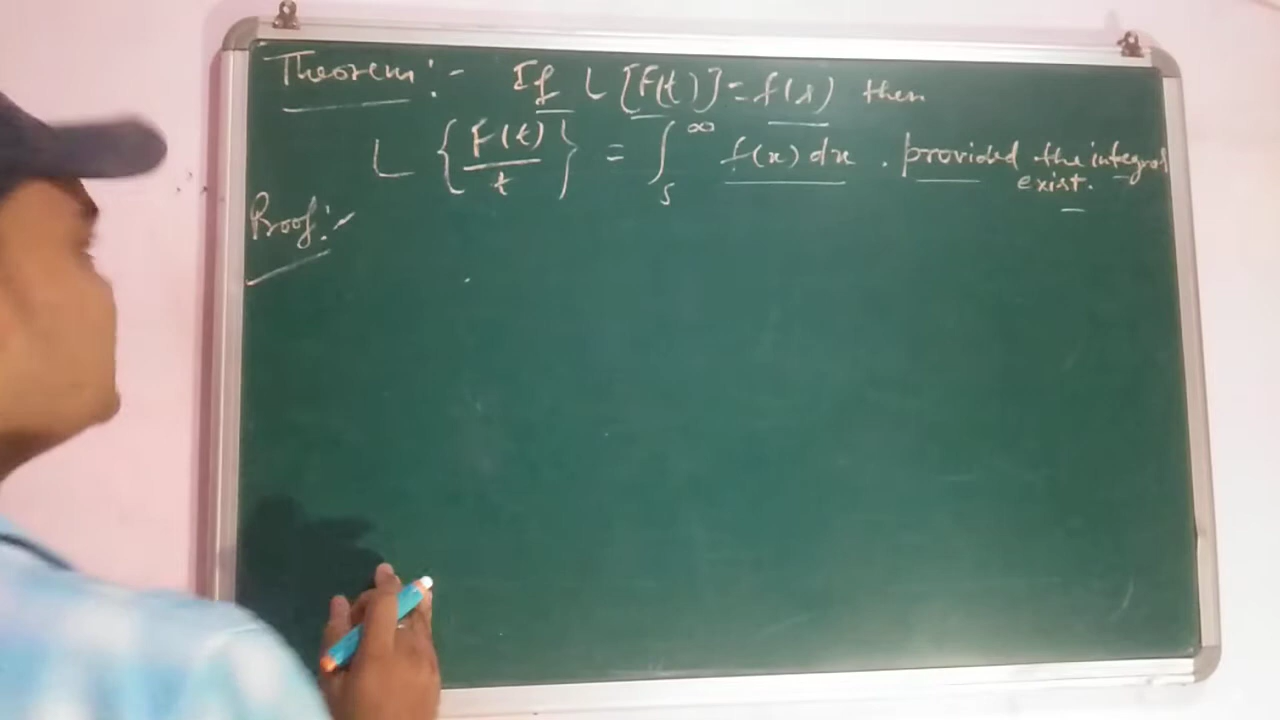 Theorem:- If L [F(t)] = f(s) then
L {F(t)/t} = ∫_s^∞ f(x) dx . provided the integral
exist.
Proof:-